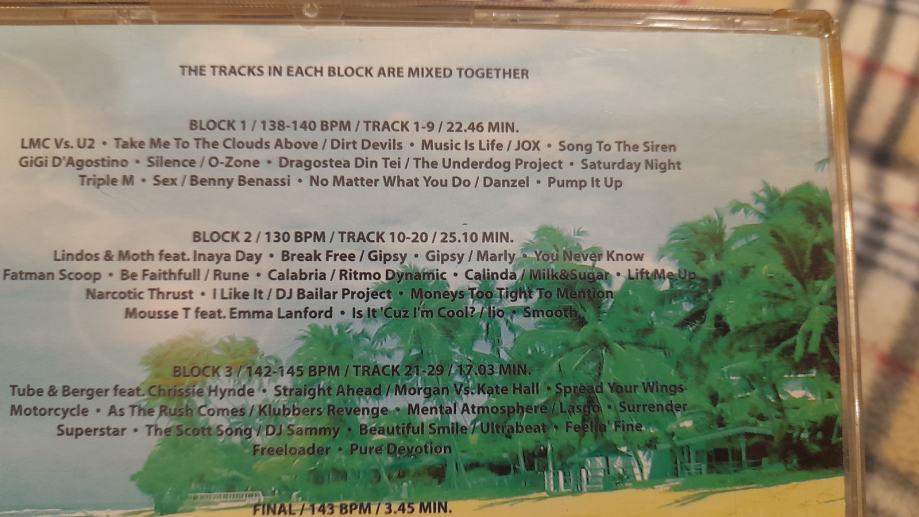 THE TRACKS IN EACH BLOCK ARE MIXED TOGETHER
BLOCK 1 / 138-140 BPM / TRACK 1-9 / 22.46 MIN.
LMC Vs. U2 • Take Me To The Clouds Above / Dirt Devils • Music Is Life / JOX • Song To The Siren
GiGi D'Agostino • Silence / O-Zone • Dragostea Din Tei / The Underdog Project • Saturday Night
Triple M • Sex / Benny Benassi • No Matter What You Do / Danzel • Pump It Up
BLOCK 2 / 130 BPM / TRACK 10-20 / 25.10 MIN.
Lindos & Moth feat. Inaya Day • Break Free / Gipsy • Gipsy / Marly • You Never Know
Fatman Scoop • Be Faithfull / Rune • Calabria / Ritmo Dynamic • Calinda / Milk&Sugar • Lift Me Up
Narcotic Thrust • I Like It / DJ Bailar Project • Moneys Too Tight To Mention
Mousse T feat. Emma Lanford • Is It 'Cuz I'm Cool? / Iio • Smooth
BLOCK 3 / 142-145 BPM / TRACK 21-29 / 17.03 MIN.
Tube & Berger feat. Chrissie Hynde • Straight Ahead / Morgan Vs. Kate Hall • Spread Your Wings
Motorcycle • As The Rush Comes / Klubbers Revenge • Mental Atmosphere / Lasgo • Surrender
Superstar • The Scott Song / DJ Sammy • Beautiful Smile / Ultrabeat • Feelin' Fine
Freeloader • Pure Devotion
FINAL / 143 BPM / 3.45 MIN.